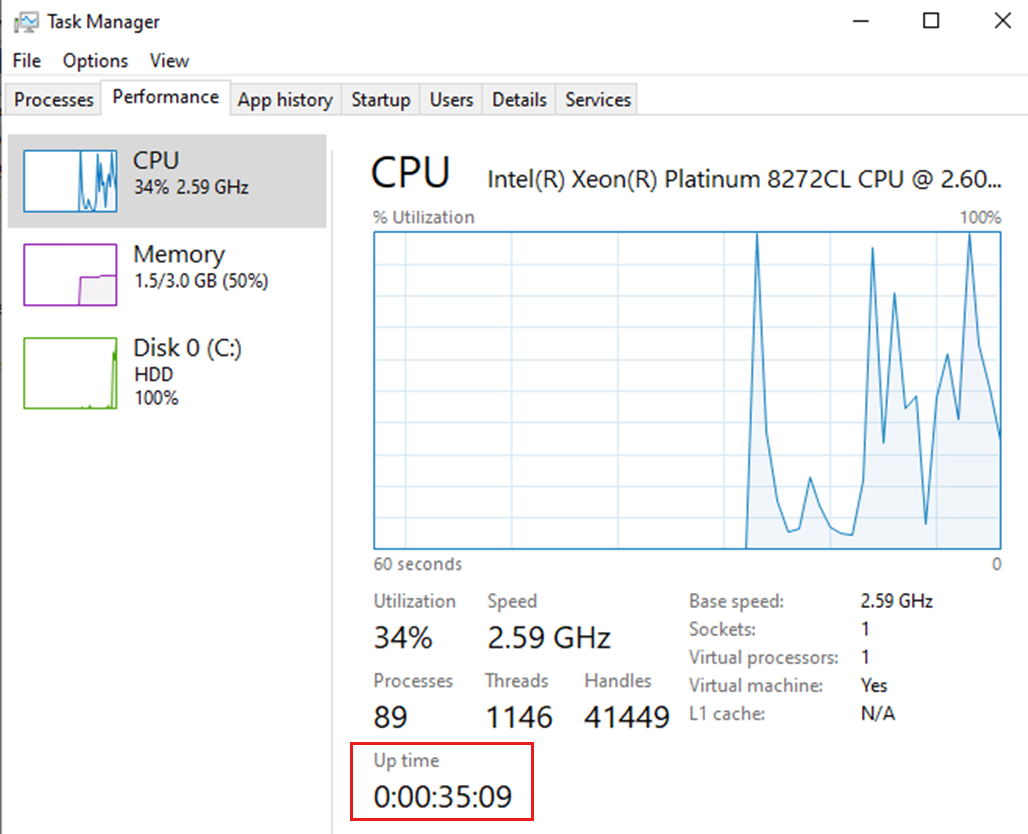 Task Manager
File Options View
Processes Performance App history Startup Users Details Services
CPU
34% 2.59 GHz
Memory
1.5/3.0 GB (50%)
Disk 0 (C:)
HDD
100%
CPU Intel(R) Xeon(R) Platinum 8272CL CPU @ 2.60...
% Utilization 100%
60 seconds 0
Utilization Speed
34% 2.59 GHz
Processes Threads Handles
89 1146 41449
Up time
0:00:35:09
Base speed: 2.59 GHz
Sockets: 1
Virtual processors: 1
Virtual machine: Yes
L1 cache: N/A